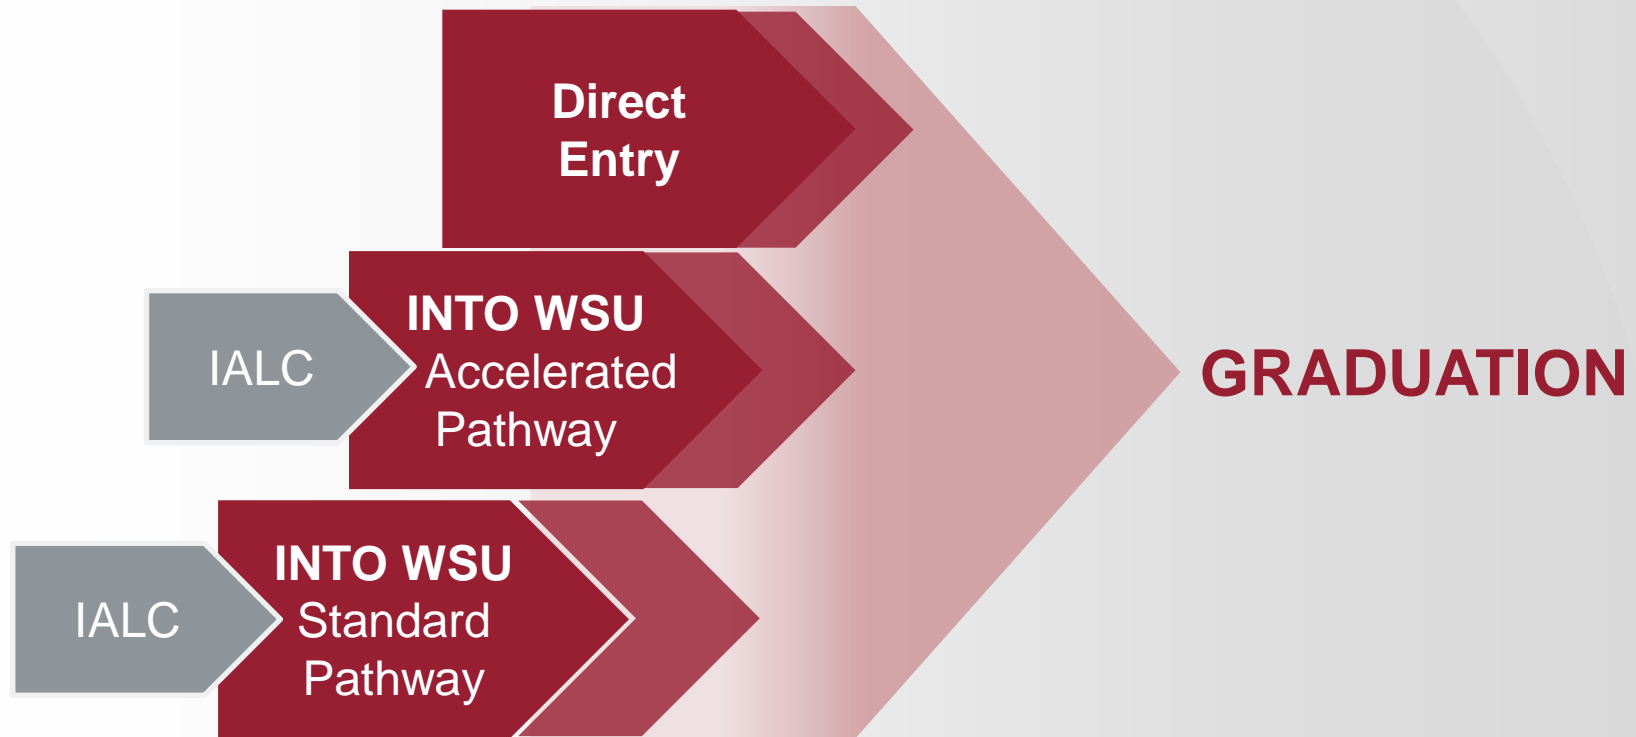 Direct
Entry
IALC
INTO WSU
Accelerated
Pathway
GRADUATION
IALC
INTO WSU
Standard
Pathway